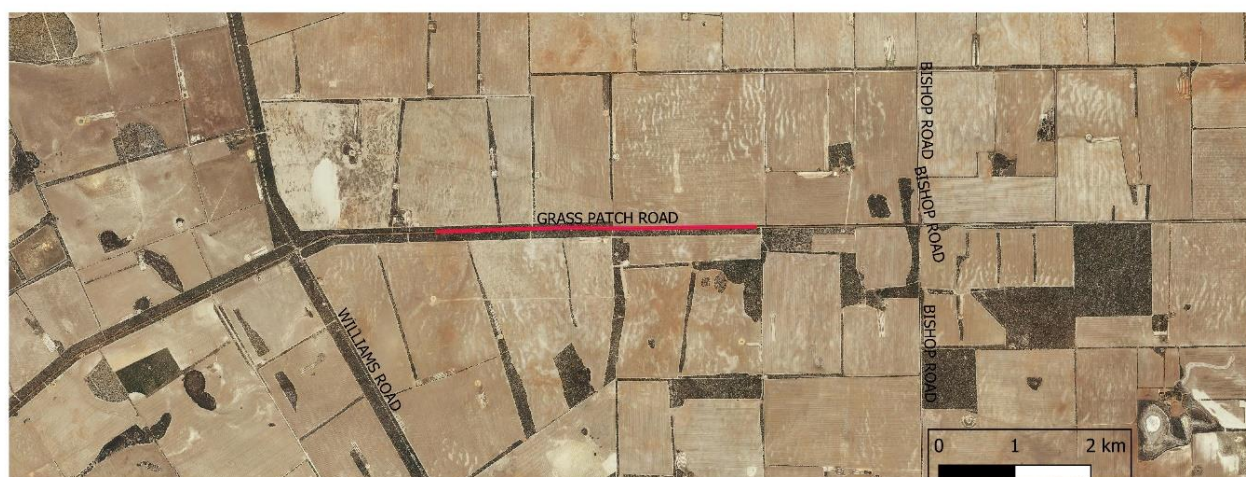 BISHOP ROAD
BISHOP ROAD
GRASS PATCH ROAD
BISHOP ROAD
WILLIAMS ROAD
0 1 2 km